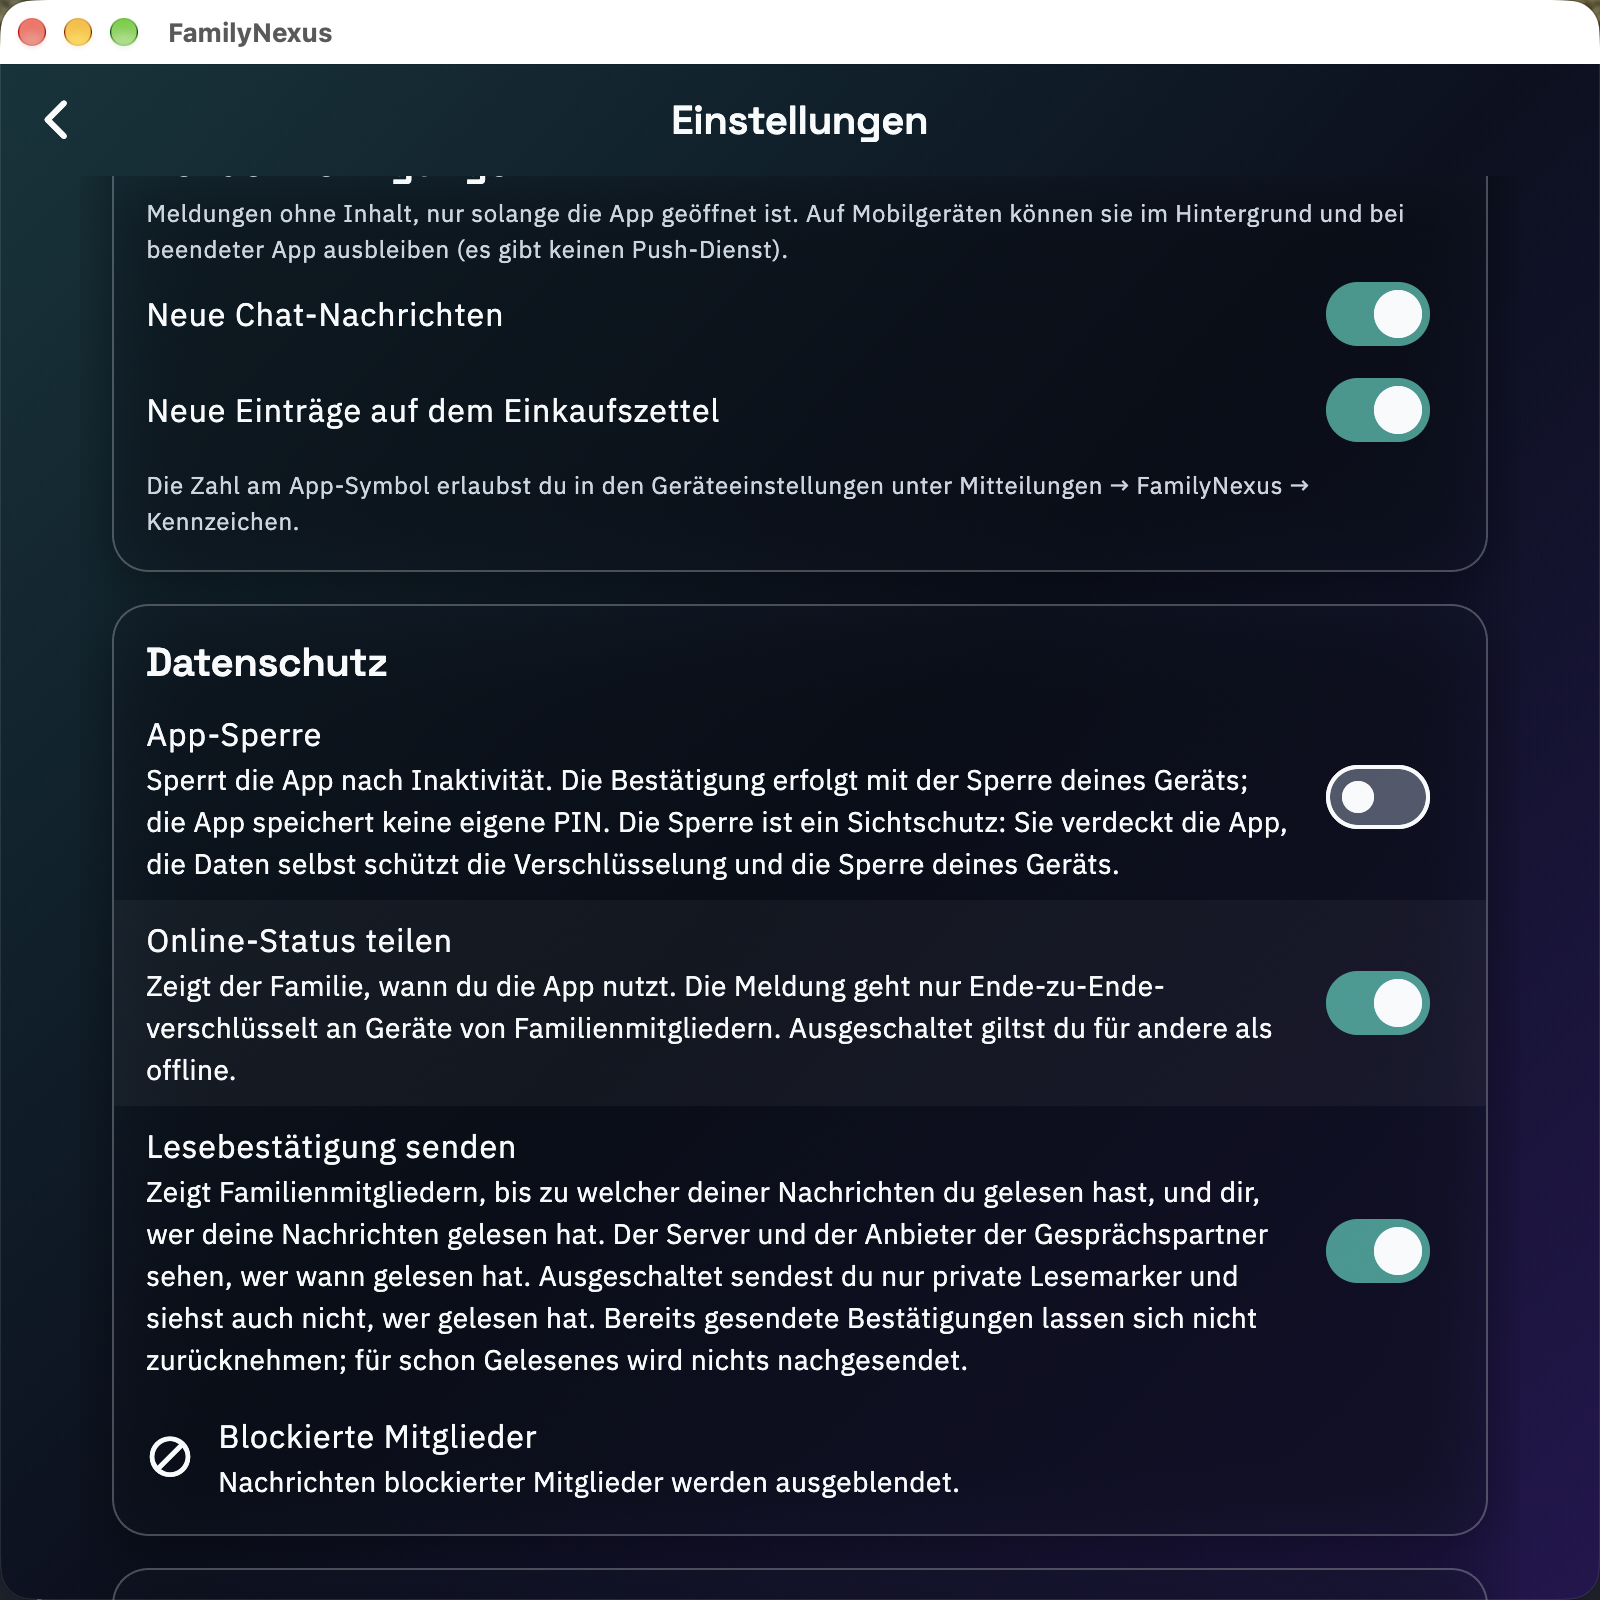 FamilyNexus
Einstellungen
Meldungen ohne Inhalt, nur solange die App geöffnet ist. Auf Mobilgeräten können sie im Hintergrund und bei
beendeter App ausbleiben (es gibt keinen Push-Dienst).
Neue Chat-Nachrichten
Neue Einträge auf dem Einkaufszettel
Die Zahl am App-Symbol erlaubst du in den Geräteeinstellungen unter Mitteilungen → FamilyNexus →
Kennzeichen.
Datenschutz
App-Sperre
Sperrt die App nach Inaktivität. Die Bestätigung erfolgt mit der Sperre deines Geräts;
die App speichert keine eigene PIN. Die Sperre ist ein Sichtschutz: Sie verdeckt die App,
die Daten selbst schützt die Verschlüsselung und die Sperre deines Geräts.
Online-Status teilen
Zeigt der Familie, wann du die App nutzt. Die Meldung geht nur Ende-zu-Ende-
verschlüsselt an Geräte von Familienmitgliedern. Ausgeschaltet giltst du für andere als
offline.
Lesebestätigung senden
Zeigt Familienmitgliedern, bis zu welcher deiner Nachrichten du gelesen hast, und dir,
wer deine Nachrichten gelesen hat. Der Server und der Anbieter der Gesprächspartner
sehen, wer wann gelesen hat. Ausgeschaltet sendest du nur private Lesemarker und
siehst auch nicht, wer gelesen hat. Bereits gesendete Bestätigungen lassen sich nicht
zurücknehmen; für schon Gelesenes wird nichts nachgesendet.
Blockierte Mitglieder
Nachrichten blockierter Mitglieder werden ausgeblendet.